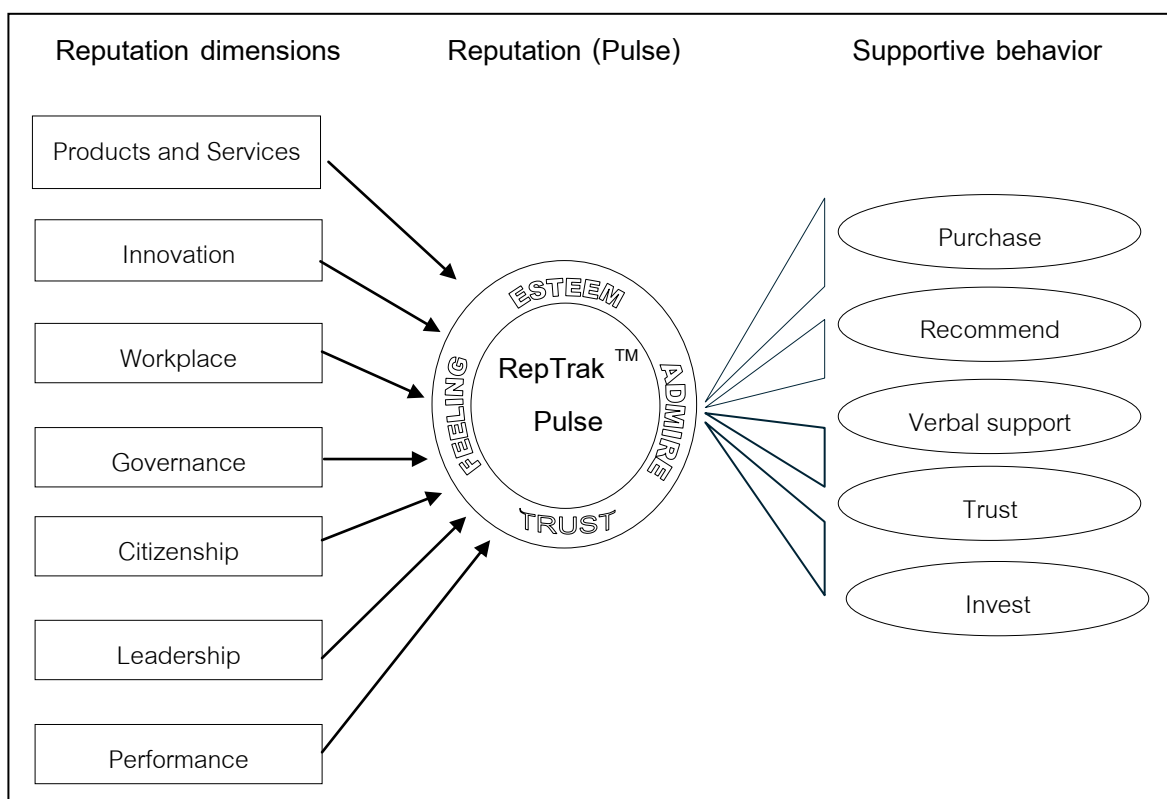 Reputation dimensions
Reputation (Pulse)
Supportive behavior
Products and Services
Innovation
Workplace
Governance
Citizenship
Leadership
Performance
ESTEEM
FEELING
ADMIRE
TRUST
RepTrak TM
Pulse
Purchase
Recommend
Verbal support
Trust
Invest